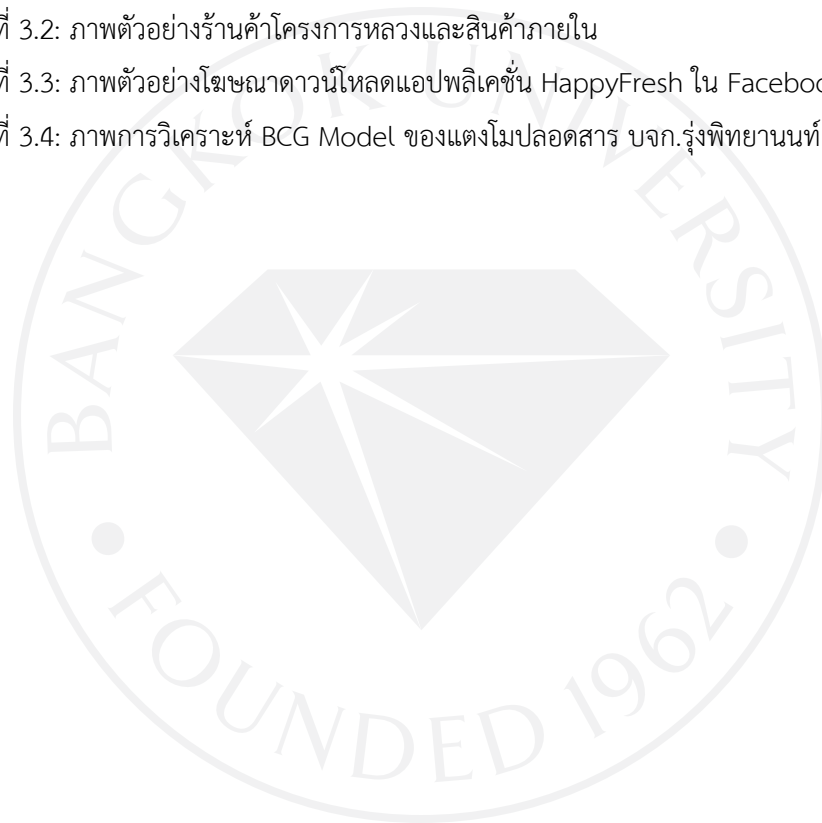 ที่ 3.2: ภาพตัวอย่างร้านค้าโครงการหลวงและสินค้าภายใน
ที่ 3.3: ภาพตัวอย่างโฆษณาดาวน์โหลดแอปพลิเคชั่น HappyFresh ใน Faceboo
ที่ 3.4: ภาพการวิเคราะห์ BCG Model ของแตงโมปลอดสาร บจก.รุ่งพิทยานนท์
BANGKOK UNIVERSITY
FOUNDED 1962